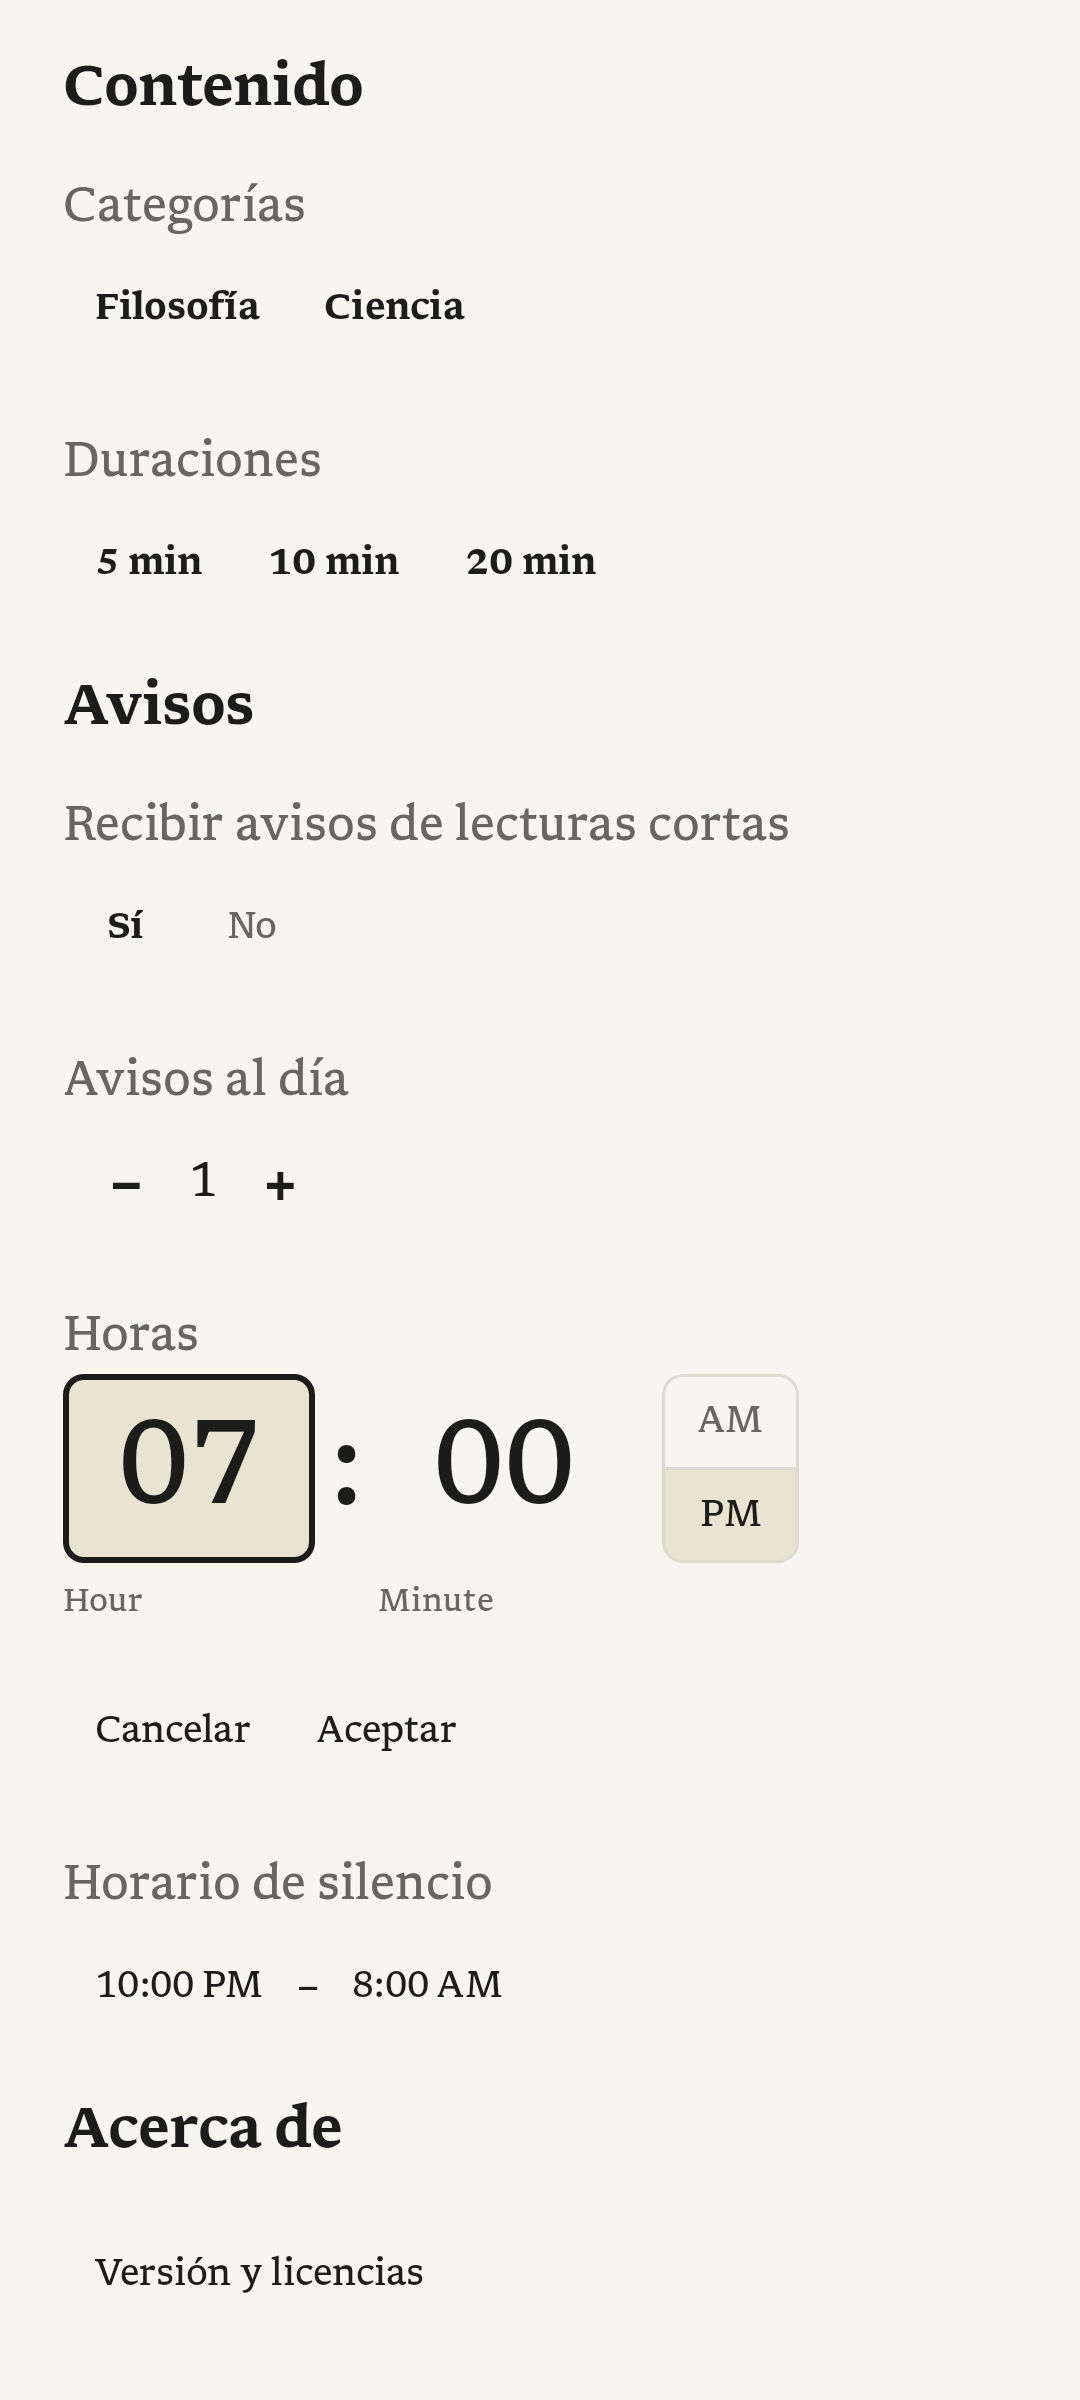 Contenido
Categorías
Filosofía Ciencia
Duraciones
5 min 10 min 20 min
Avisos
Recibir avisos de lecturas cortas
Sí No
Avisos al día
– 1 +
Horas
07 : 00 AM
PM
Hour Minute
Cancelar Aceptar
Horario de silencio
10:00 PM – 8:00 AM
Acerca de
Versión y licencias